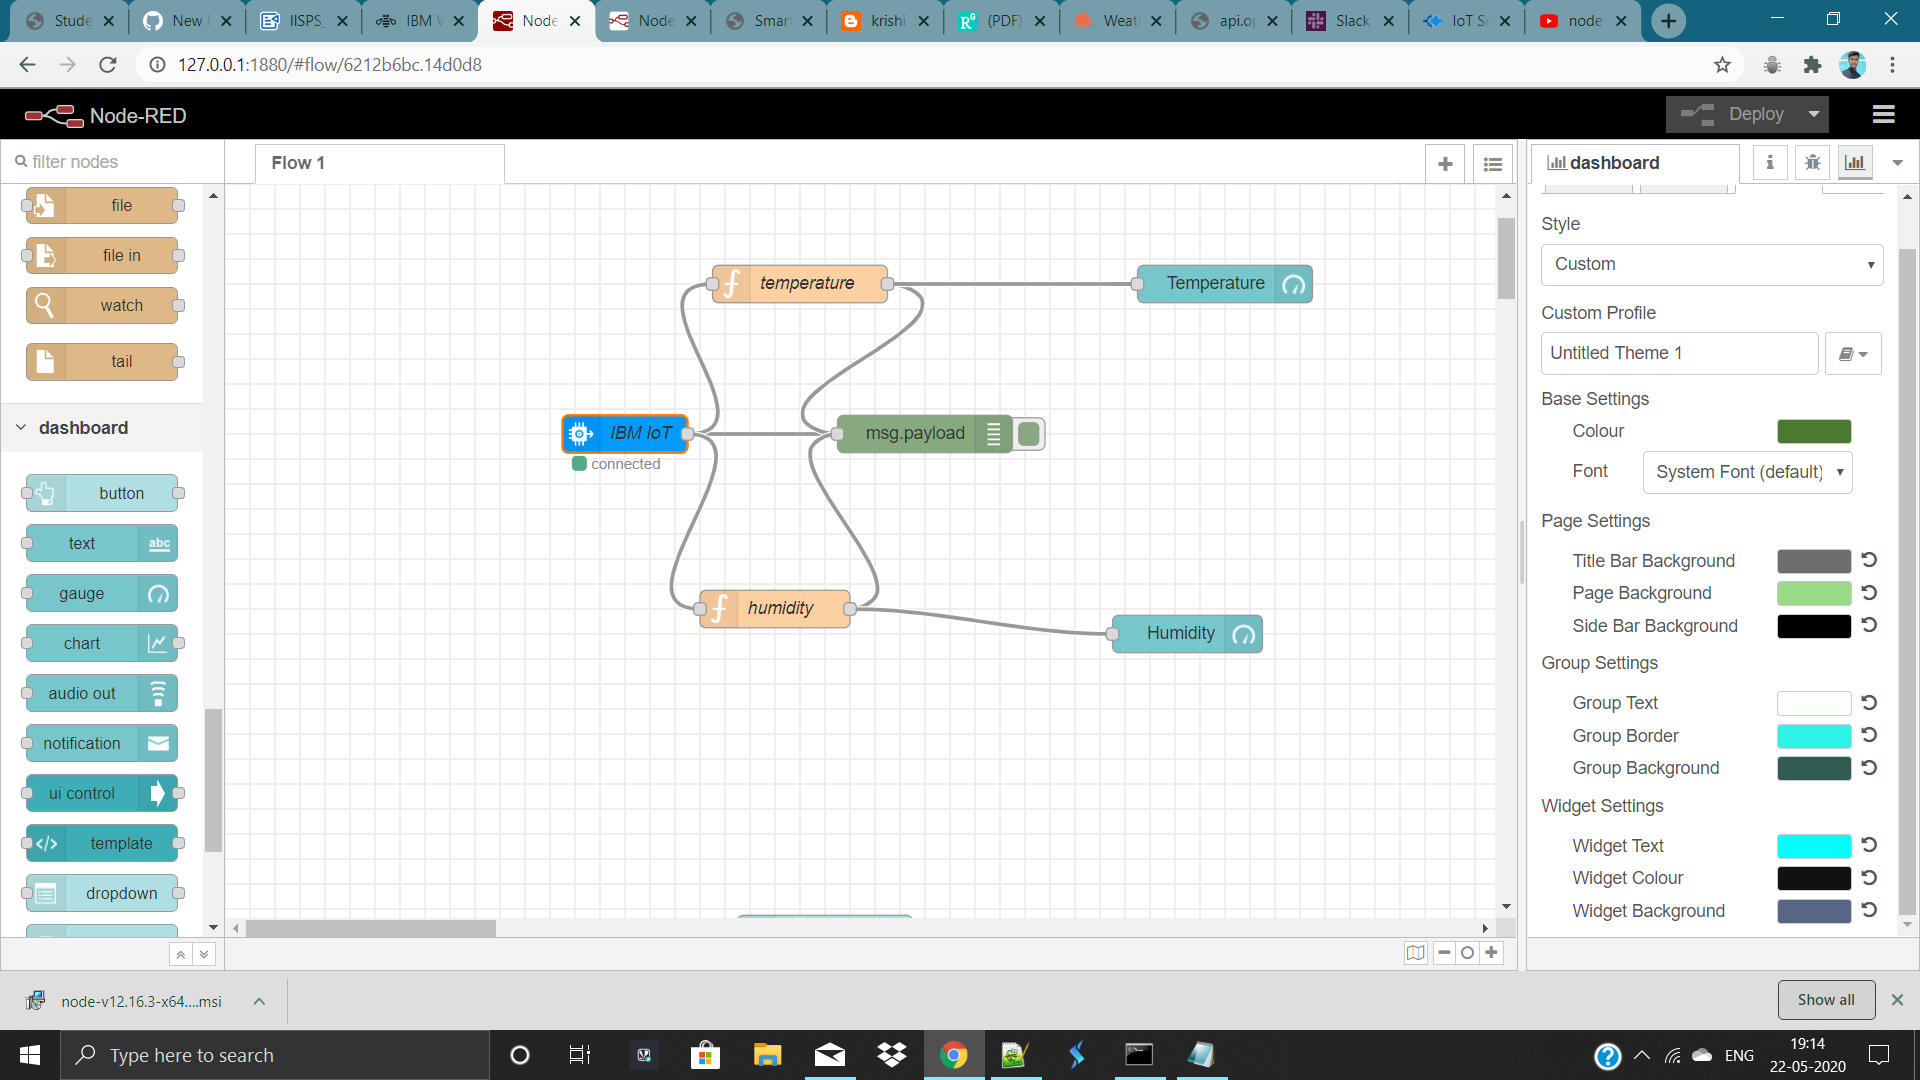 Stude
New
IISPS_
IBM W
Node
Node
Smar
krishi
(PDF)
Weat
api.op
Slack
IoT Se
node
127.0.0.1:1880/#flow/6212b6bc.14d0d8
Node-RED
Deploy
filter nodes
Flow 1
dashboard
file
file in
watch
tail
dashboard
button
text
abc
gauge
chart
audio out
notification
ui control
template
dropdown
temperature
Temperature
IBM IoT
connected
msg.payload
humidity
Humidity
Style
Custom
Custom Profile
Untitled Theme 1
Base Settings
Colour
Font
System Font (default)
Page Settings
Title Bar Background
Page Background
Side Bar Background
Group Settings
Group Text
Group Border
Group Background
Widget Settings
Widget Text
Widget Colour
Widget Background
node-v12.16.3-x64....msi
Show all
Type here to search
ENG
19:14
22-05-2020